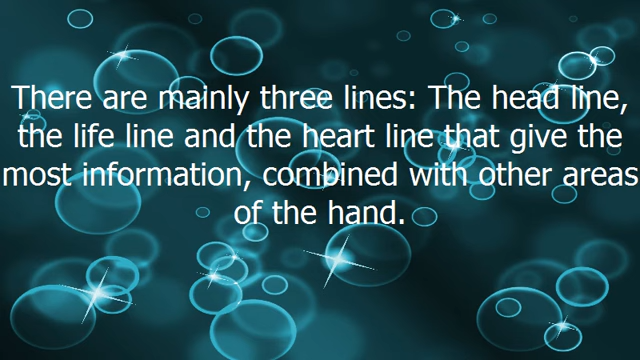 There are mainly three lines: The head line,
the life line and the heart line that give the
most information, combined with other areas
of the hand.